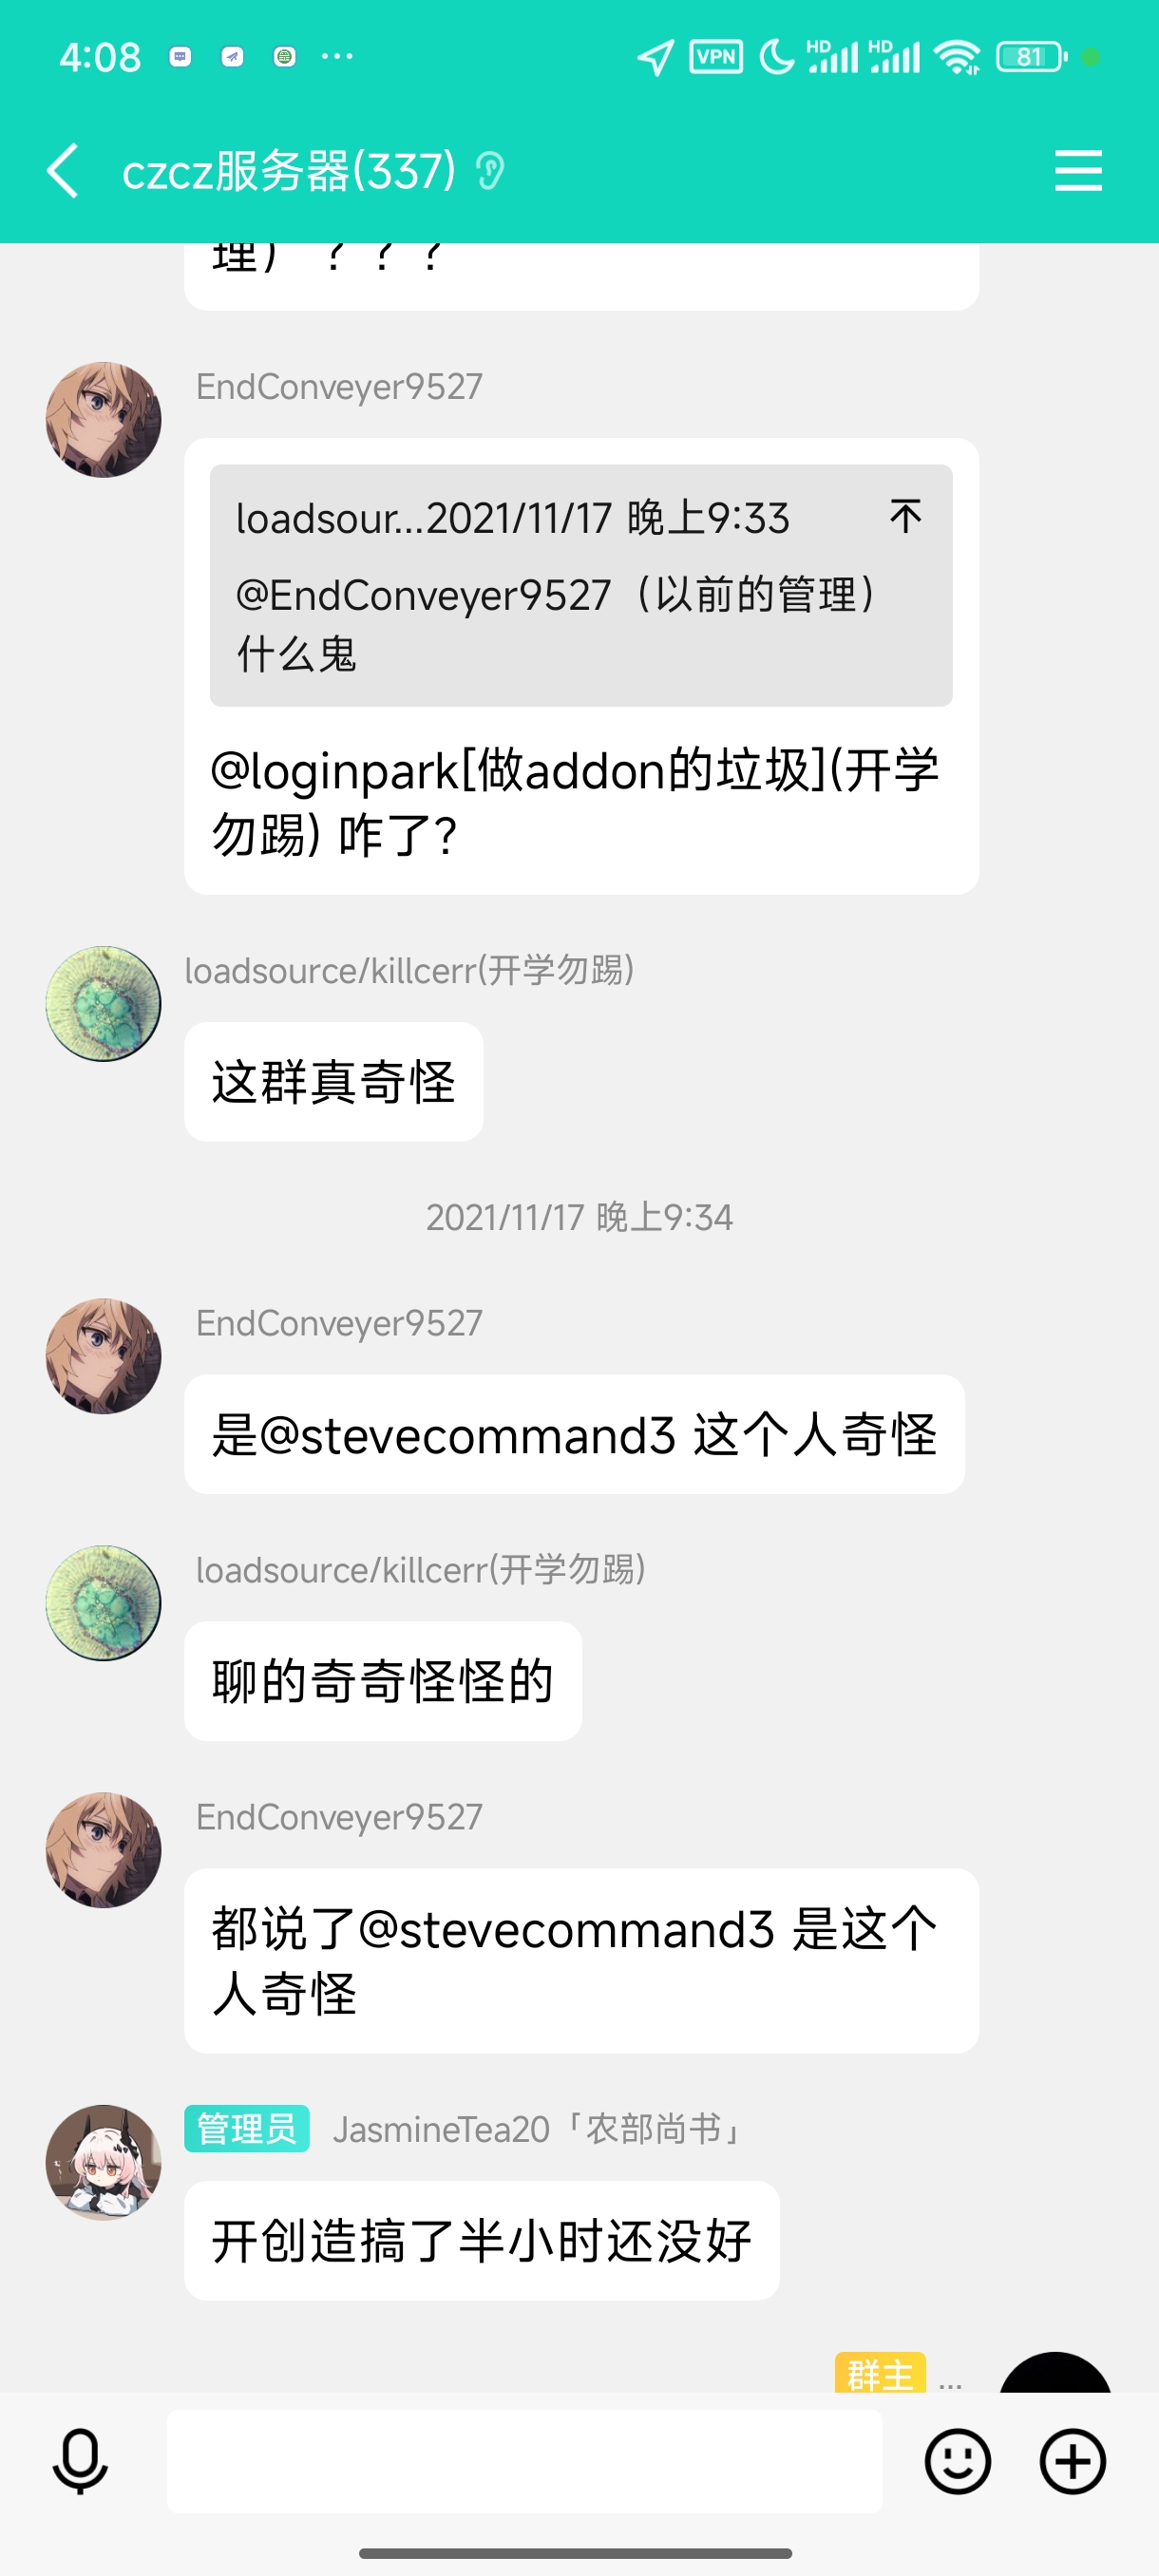 4:08
VPN
HD
HD
81
czcz服务器(337)
理） ？？？
EndConveyer9527
loadsour...2021/11/17 晚上9:33
@EndConveyer9527（以前的管理）
什么鬼
@loginpark[做addon的垃圾](开学
勿踢) 咋了?
loadsource/killcerr(开学勿踢)
这群真奇怪
2021/11/17 晚上9:34
EndConveyer9527
是@stevecommand3 这个人奇怪
loadsource/killcerr(开学勿踢)
聊的奇奇怪怪的
EndConveyer9527
都说了@stevecommand3 是这个
人奇怪
管理员 JasmineTea20「农部尚书」
开创造搞了半小时还没好
群主 ...